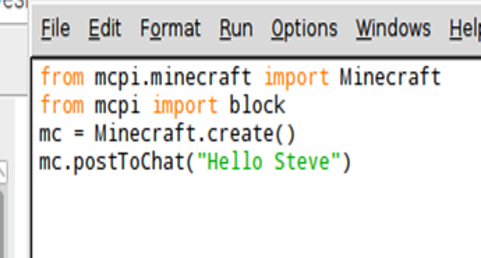 File Edit Format Run Options Windows Help
from mcpi.minecraft import Minecraft
from mcpi import block
mc = Minecraft.create()
mc.postToChat("Hello Steve")